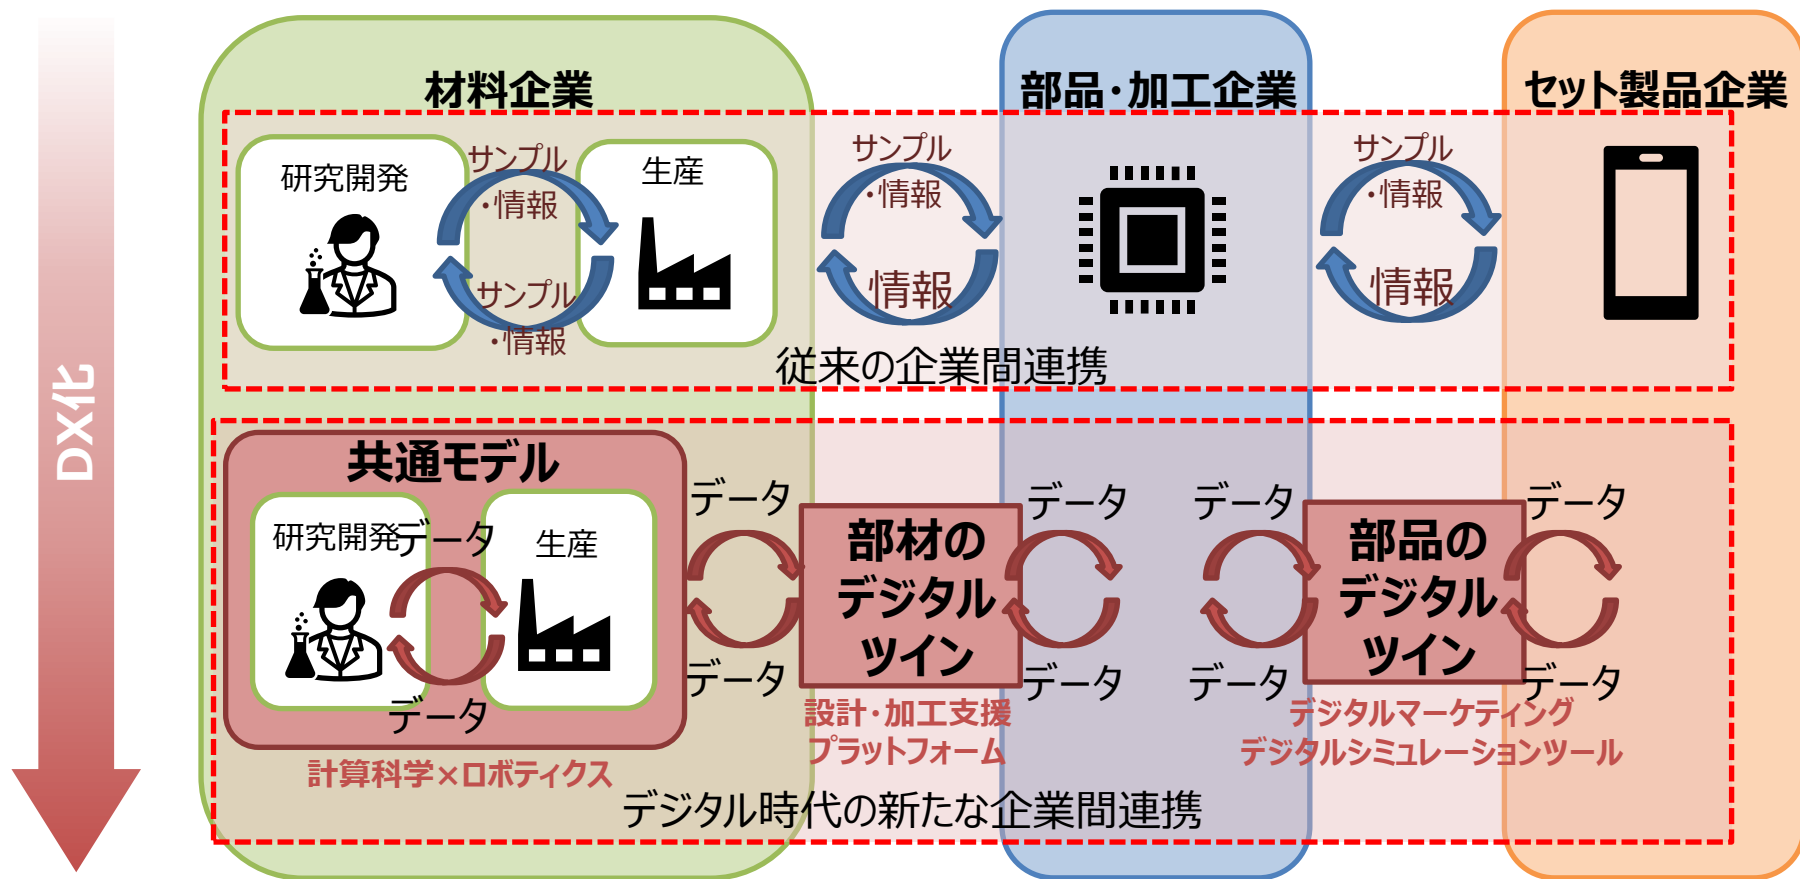 材料企業
部品・加工企業
セット製品企業
研究開発
サンプル
・情報
サンプル
・情報
生産
サンプル
・情報
情報
サンプル
・情報
情報
従来の企業間連携
DX化
共通モデル
研究開発
データ
データ
生産
データ
データ
部材の
デジタル
ツイン
データ
データ
データ
データ
部品の
デジタル
ツイン
データ
データ
計算科学×ロボティクス
設計・加工支援
プラットフォーム
デジタルマーケティング
デジタルシミュレーションツール
デジタル時代の新たな企業間連携